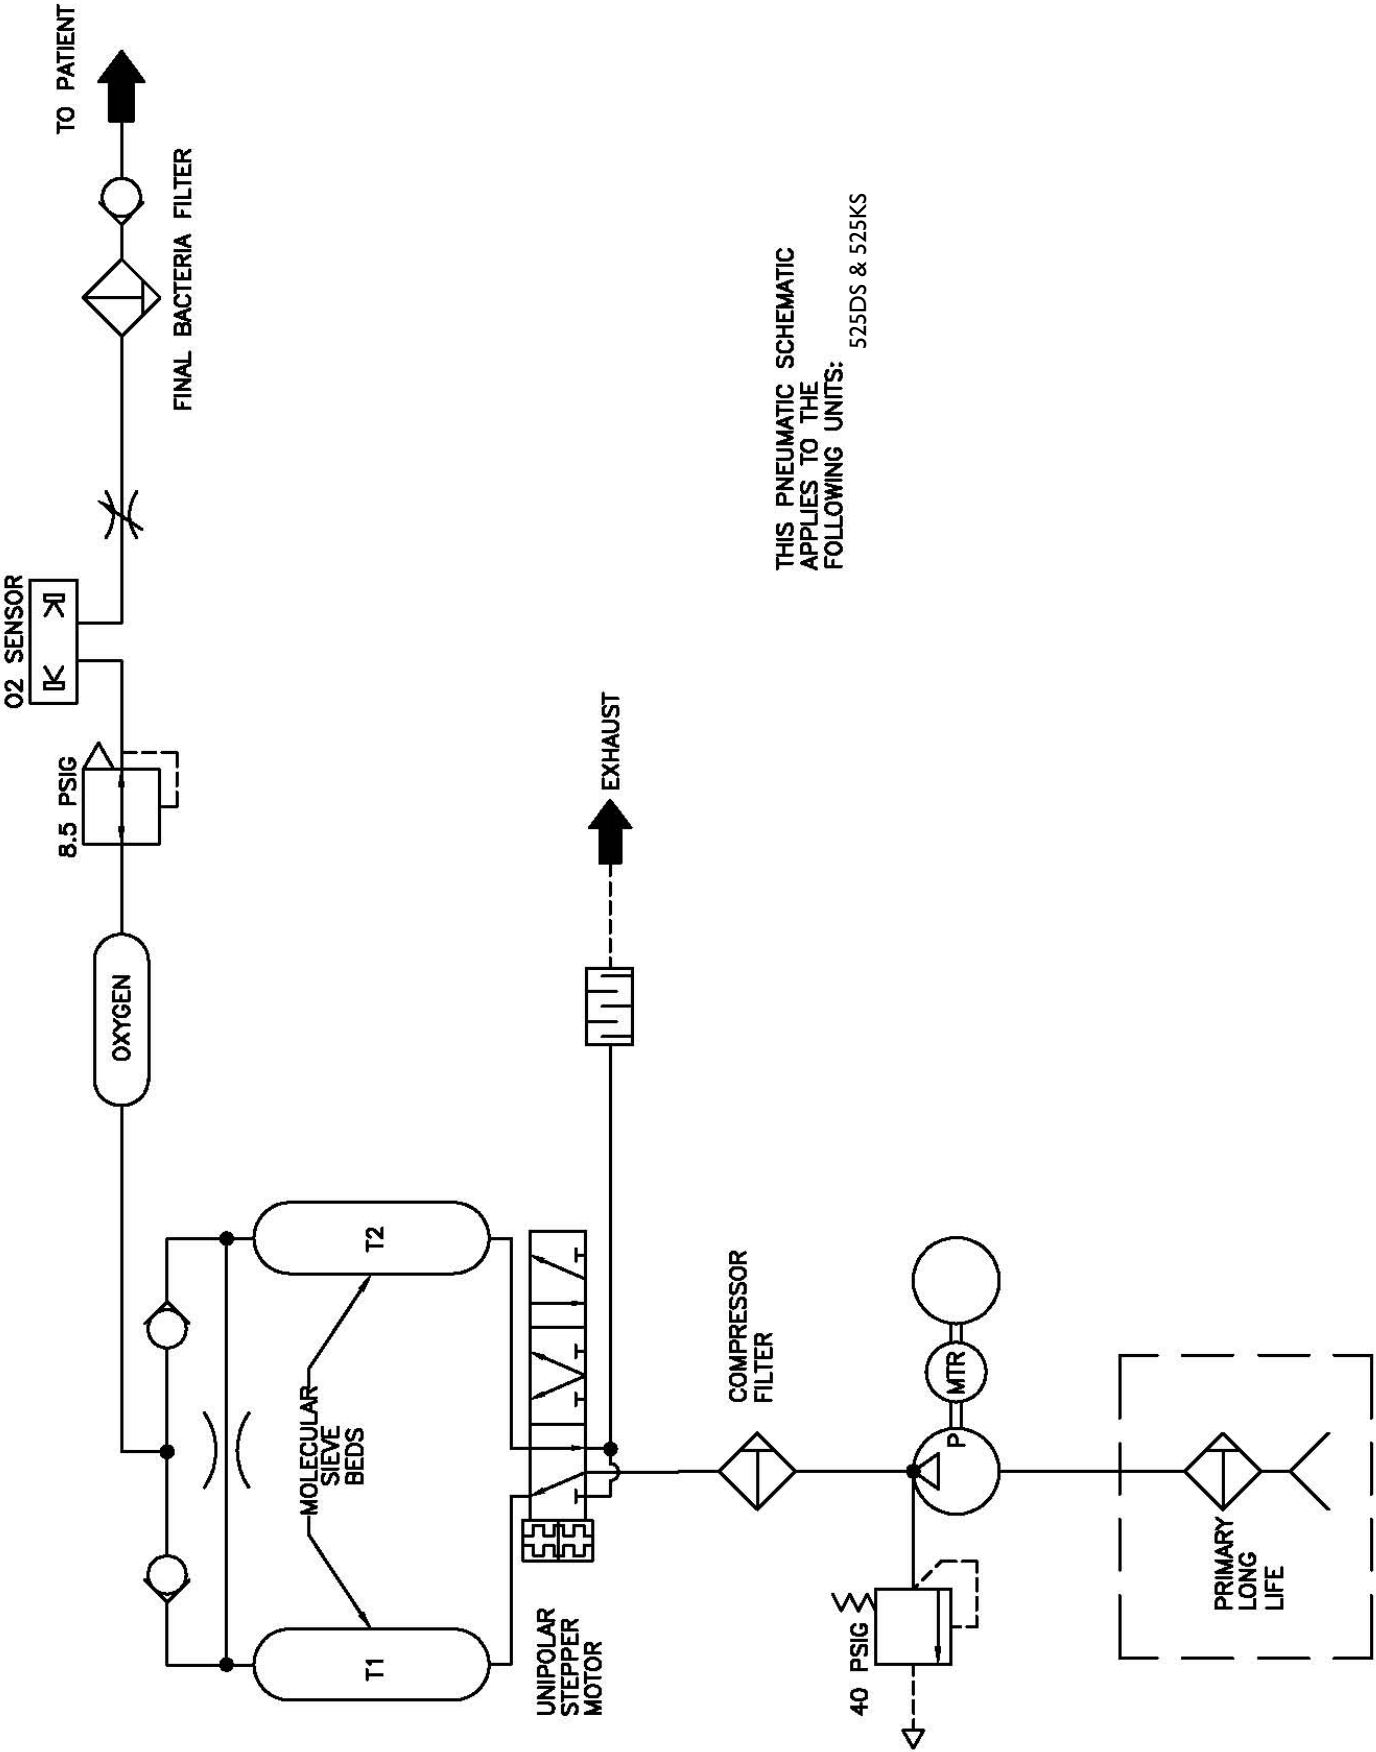 TO PATIENT
FINAL BACTERIA FILTER
O2 SENSOR
8.5 PSIG
OXYGEN
EXHAUST
THIS PNEUMATIC SCHEMATIC
APPLIES TO THE
FOLLOWING UNITS:
525DS & 525KS
T2
MOLECULAR
SIEVE
BEDS
T1
UNIPOLAR
STEPPER
MOTOR
COMPRESSOR
FILTER
MTR
P
40 PSIG
PRIMARY
LONG
LIFE